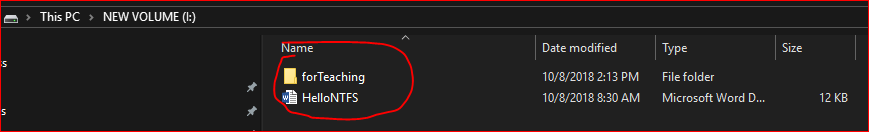 This PC > NEW VOLUME (I:)
Name Date modified Type Size
forTeaching 10/8/2018 2:13 PM File folder
HelloNTFS 10/8/2018 8:30 AM Microsoft Word D... 12 KB